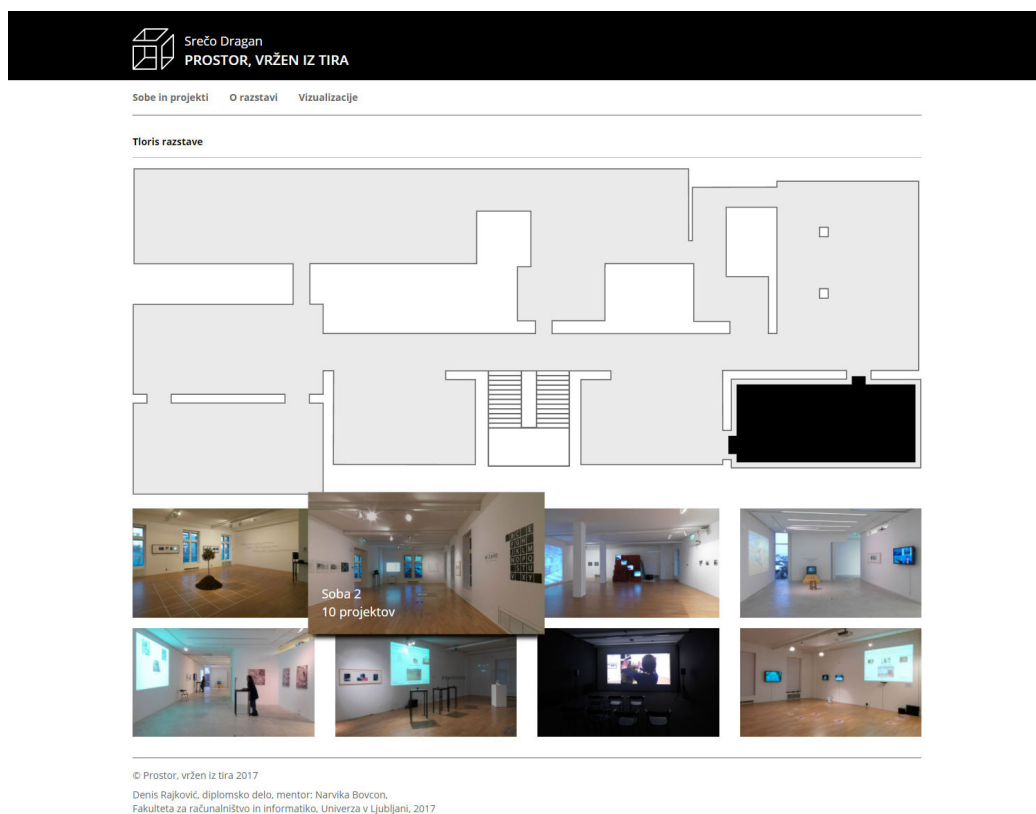 Srečo Dragan
PROSTOR, VRŽEN IZ TIRA
Sobe in projekti O razstavi Vizualizacije
Tloris razstave
Soba 2
10 projektov
© Prostor, vržen iz tira 2017
Denis Rajković, diplomsko delo, mentor: Narvika Bovcon,
Fakulteta za računalništvo in informatiko, Univerza v Ljubljani, 2017